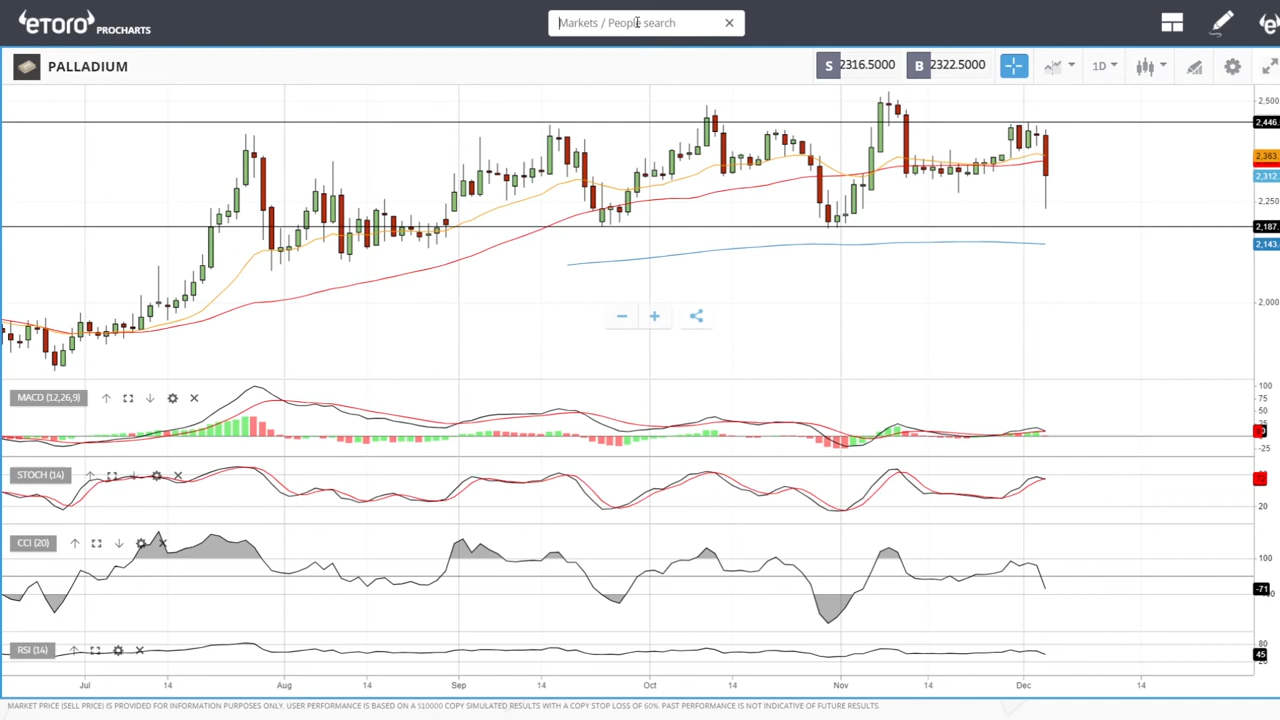 eToro PROCHARTS
Markets / People search
PALLADIUM
S 2316.5000 B 2322.5000
1D
2,500
2,446.
2,363.
2,312.
2,250
2,187.
2,143.
2,000
MACD (12,26,9)
100
75
50
-25
STOCH (14)
20
CCI (20)
100
-71
RSI (14)
80
45
20
Jul 14 Aug 14 Sep 14 Oct 14 Nov 14 Dec 14
MARKET PRICE (SELL PRICE) IS PROVIDED FOR INFORMATION PURPOSES ONLY. USER PERFORMANCE IS BASED ON A $10000 COPY SIMULATED RESULTS WITH A COPY STOP LOSS OF 60%. PAST PERFORMANCE IS NOT INDICATIVE OF FUTURE RESULTS.